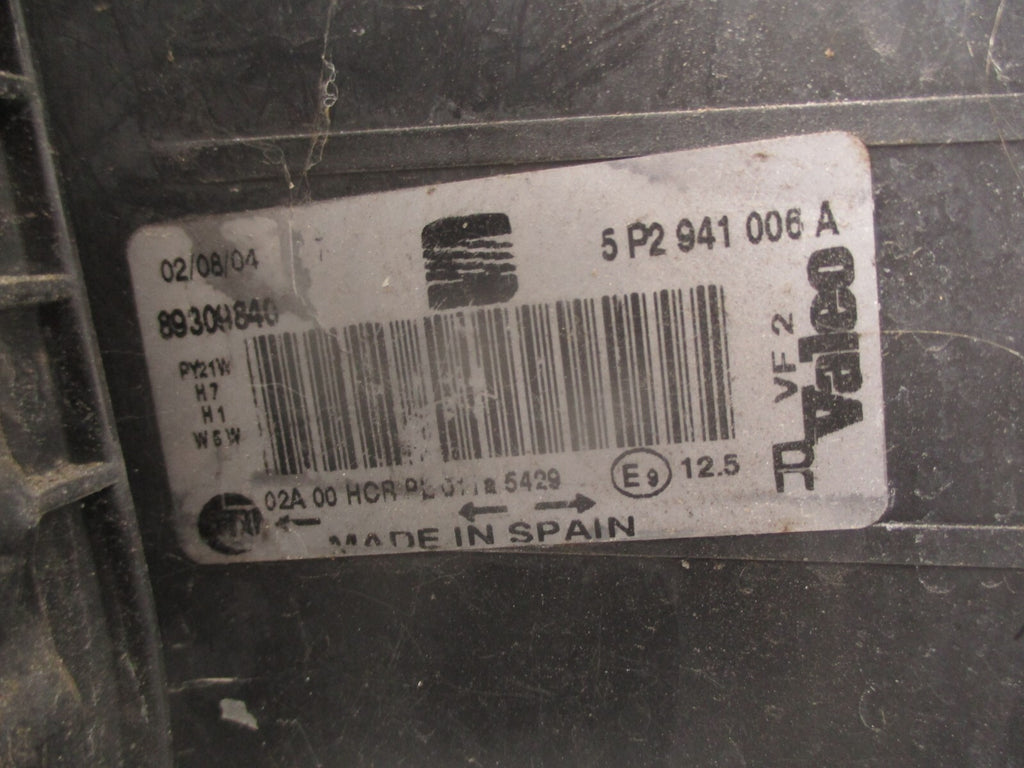 02/08/04
5 P2 941 006 A
89309840
PY21W
H7
H1
W5W
VF 2
Valeo
02A 00 HCR PL 5429
E9 12.5
MADE IN SPAIN